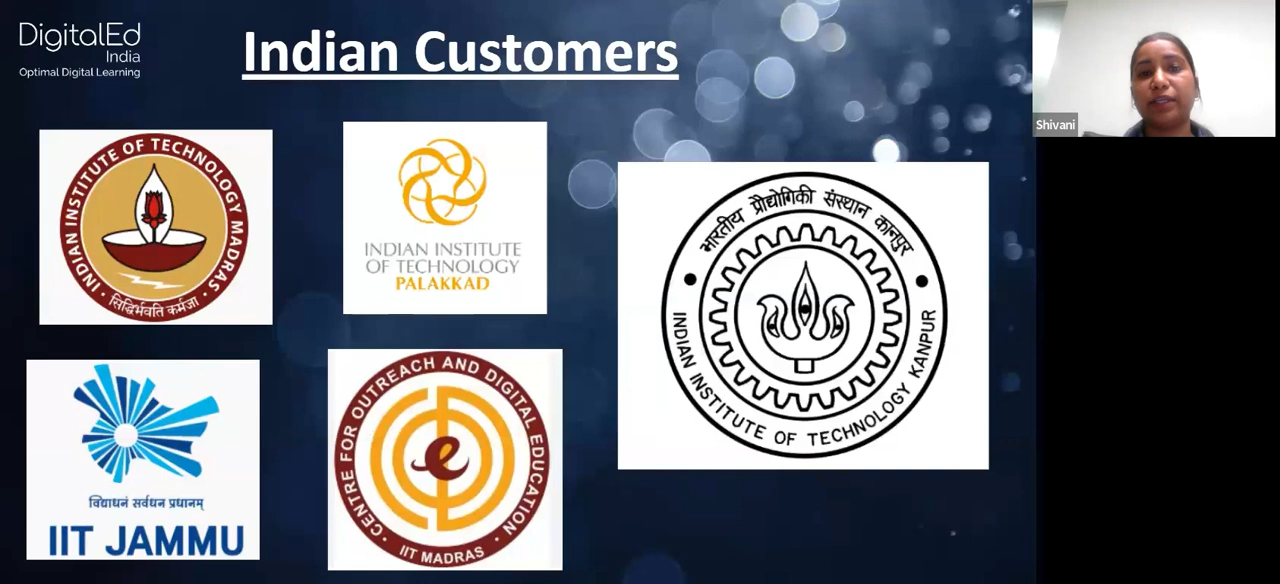 DigitalEd
India
Optimal Digital Learning
Indian Customers
Shivani
INDIAN INSTITUTE OF TECHNOLOGY MADRAS
सिद्धिर्भवति कर्मजा
INDIAN INSTITUTE
OF TECHNOLOGY
PALAKKAD
भारतीय प्रौद्योगिकी संस्थान कानपुर
INDIAN INSTITUTE OF TECHNOLOGY KANPUR
विद्याधनं सर्वधन प्रधानम्
IIT JAMMU
CENTRE FOR OUTREACH AND DIGITAL EDUCATION
e
IIT MADRAS